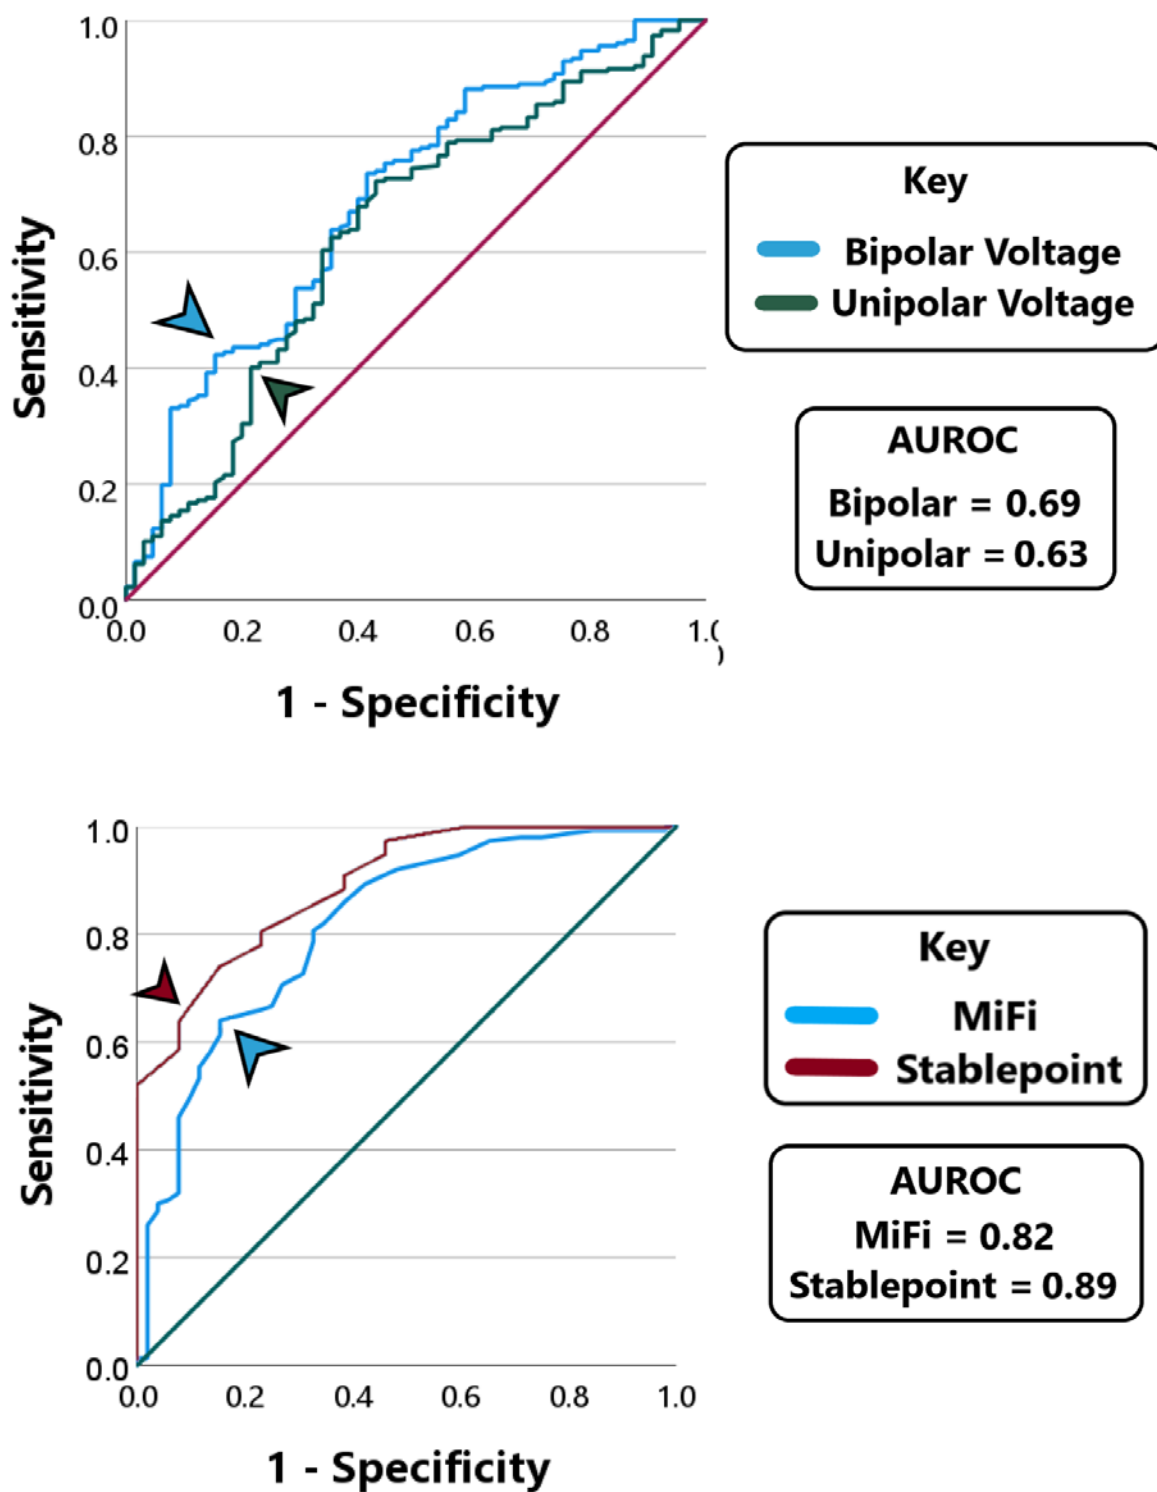 1.0
0.8
0.6
0.4
0.2
0.0
Sensitivity
0.0 0.2 0.4 0.6 0.8 1.0
1 - Specificity
Key
Bipolar Voltage
Unipolar Voltage
AUROC
Bipolar = 0.69
Unipolar = 0.63
1.0
0.8
0.6
0.4
0.2
0.0
Sensitivity
0.0 0.2 0.4 0.6 0.8 1.0
1 - Specificity
Key
MiFi
Stablepoint
AUROC
MiFi = 0.82
Stablepoint = 0.89